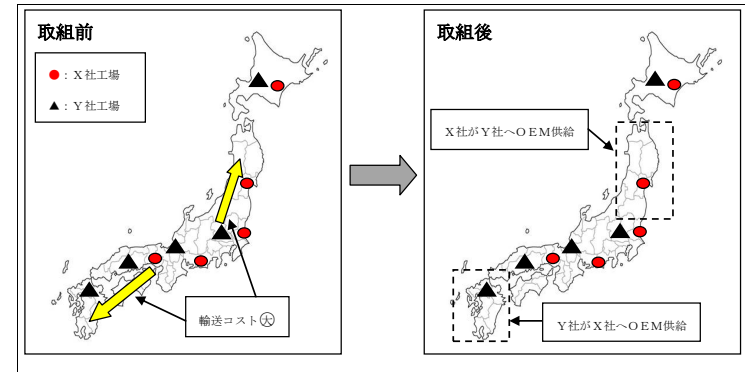 取組前
●：Ｘ社工場
▲：Ｙ社工場
輸送コスト㊛
取組後
Ｘ社がＹ社へＯＥＭ供給
Ｙ社がＸ社へＯＥＭ供給